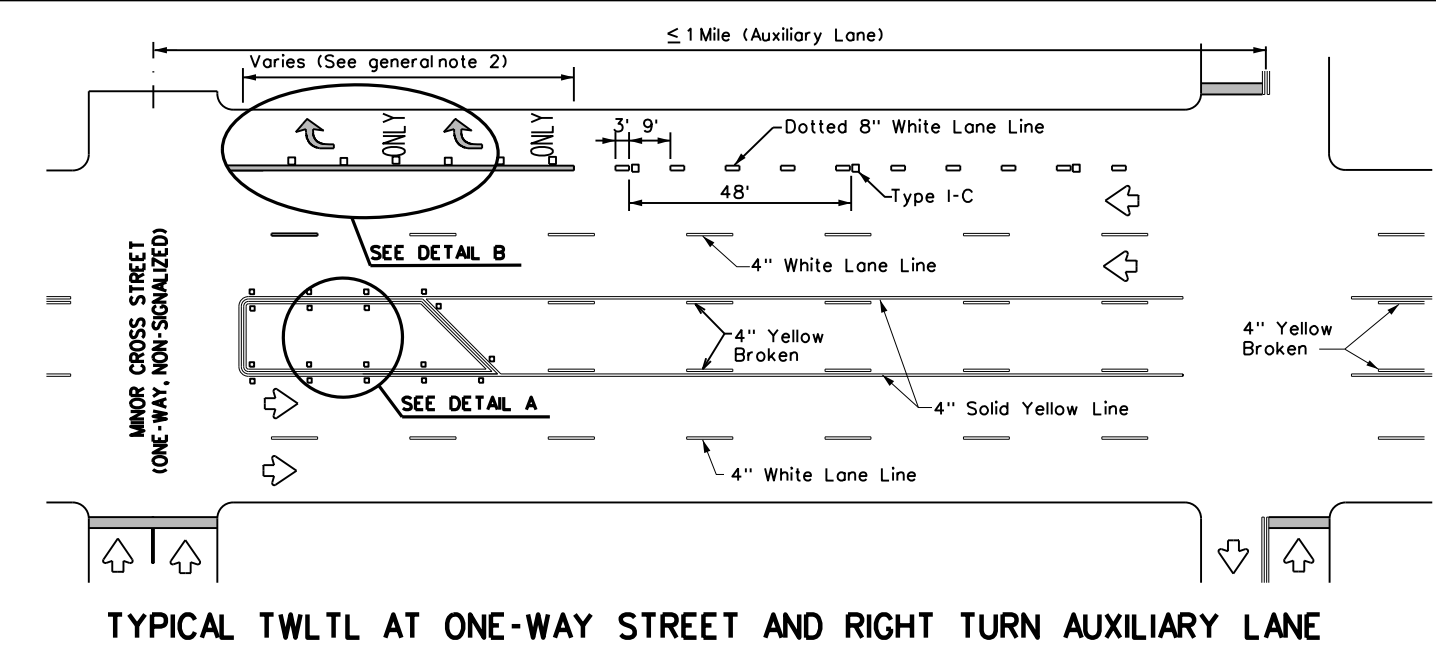 ≤ 1 Mile (Auxiliary Lane)
Varies (See general note 2)
ONLY
ONLY
3' 9'
Dotted 8" White Lane Line
48'
Type I-C
SEE DETAIL B
4" White Lane Line
MINOR CROSS STREET
(ONE-WAY, NON-SIGNALIZED)
4" Yellow
Broken
4" Yellow
Broken
SEE DETAIL A
4" Solid Yellow Line
4" White Lane Line
TYPICAL TWLTL AT ONE-WAY STREET AND RIGHT TURN AUXILIARY LANE